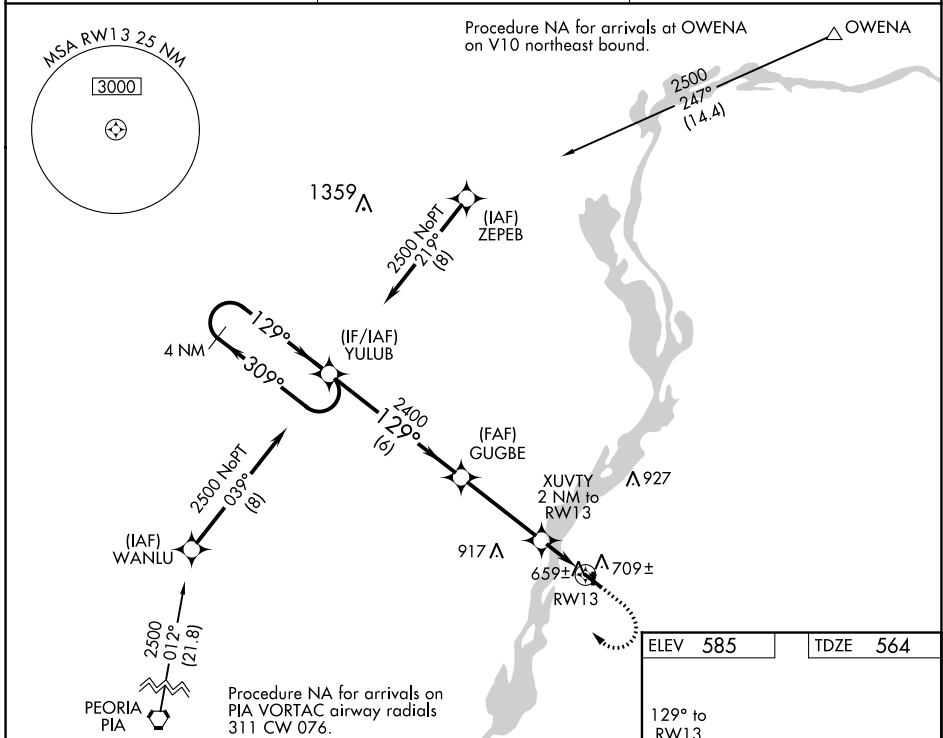 Procedure NA for arrivals at OWENA
on V10 northeast bound.
OWENA
MSA RW13 25 NM
3000
2500
247°
(14.4)
1359
(IAF)
ZEPEB
2500 NoPT
219°
(8)
(IF/IAF)
YULUB
129°
4 NM
309°
2400
129°
(6)
(FAF)
GUGBE
XUVTY
2 NM to
RW13
927
2500 NoPT
039°
(8)
(IAF)
WANLU
917
659±
709±
RW13
2500
012°
(21.8)
PEORIA
PIA
Procedure NA for arrivals on
PIA VORTAC airway radials
311 CW 076.
ELEV 585
TDZE 564
129° to
RW13